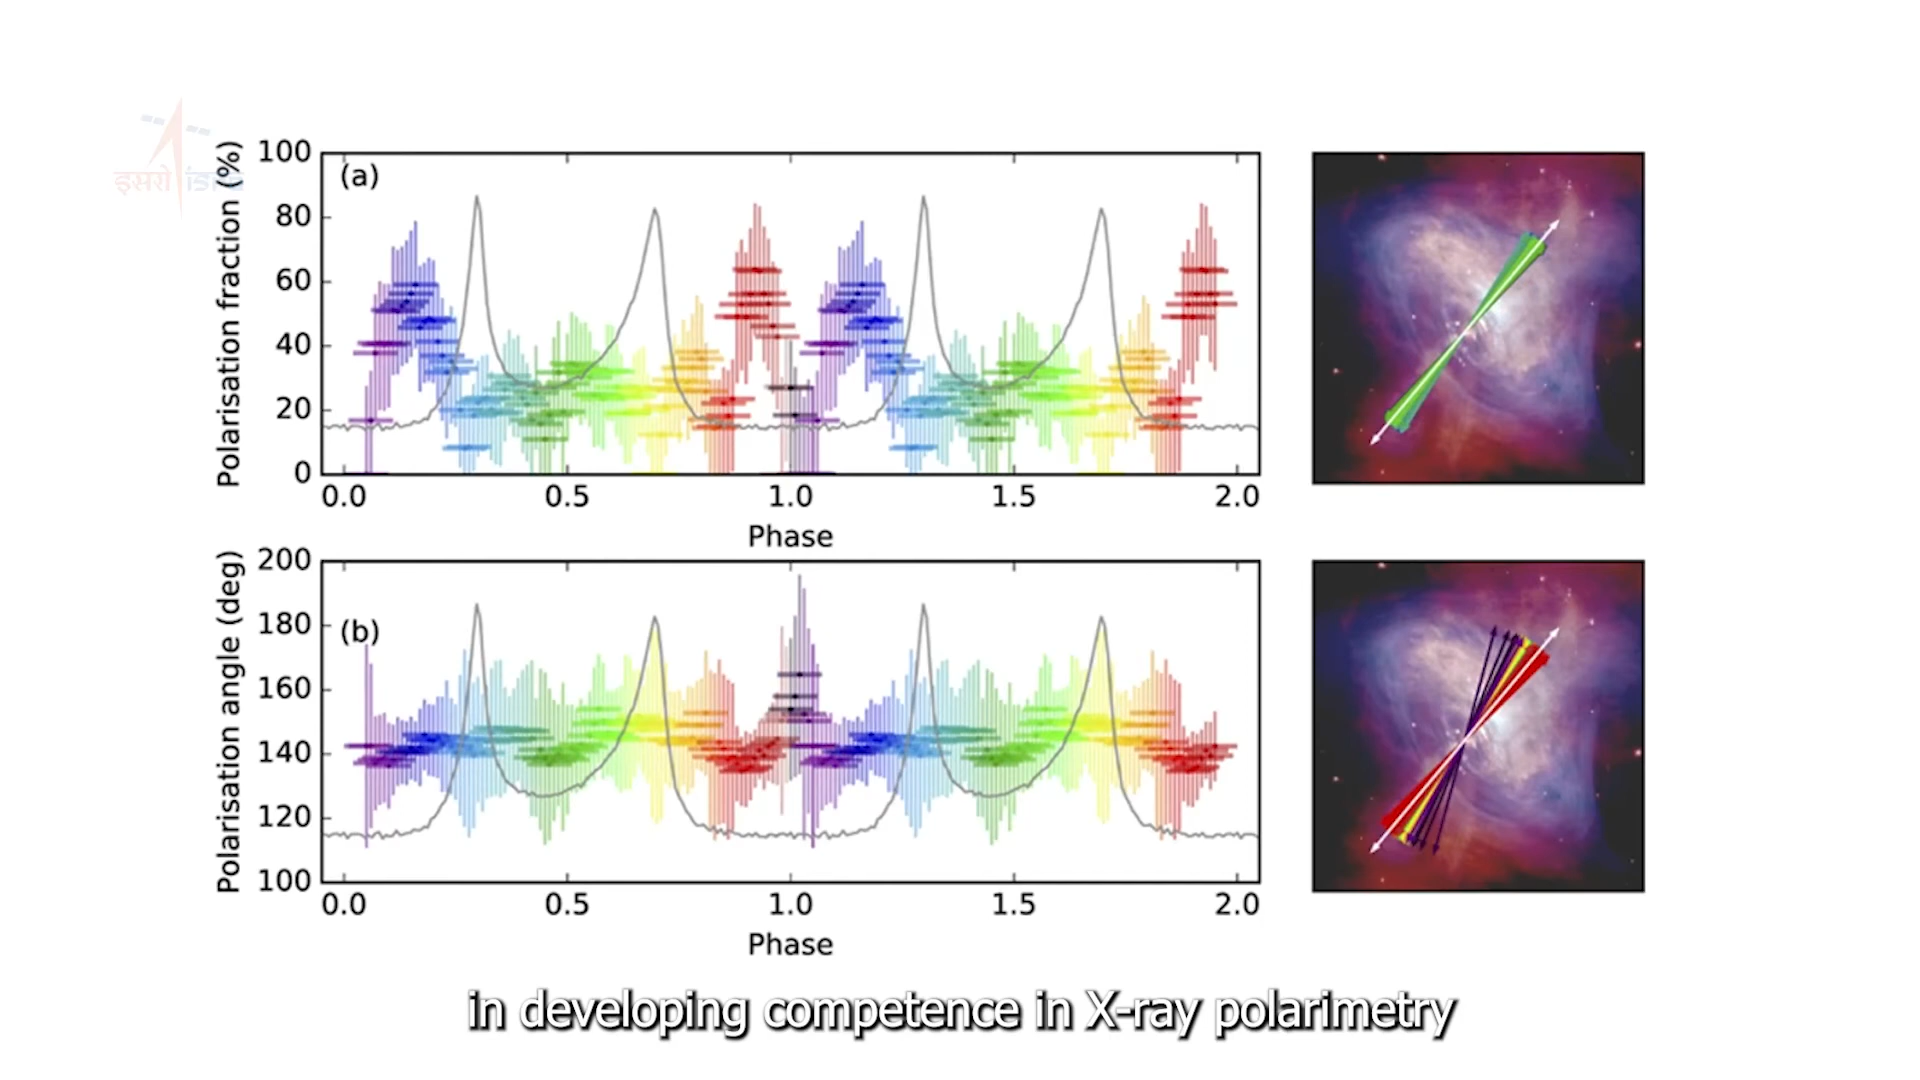 इसरो isro
Polarisation fraction (%)
100
80
60
40
20
0
(a)
0.0 0.5 1.0 1.5 2.0
Phase
Polarisation angle (deg)
200
180
160
140
120
100
(b)
0.0 0.5 1.0 1.5 2.0
Phase
in developing competence in X-ray polarimetry